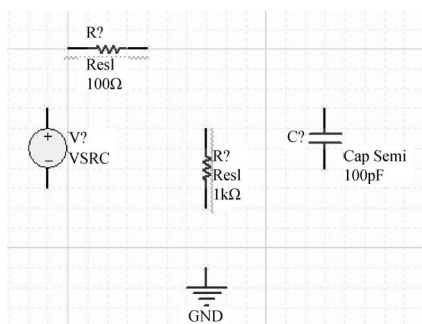 R?
Resl
100Ω
+
V?
VSRC
−
R?
Resl
1kΩ
C?
Cap Semi
100pF
GND